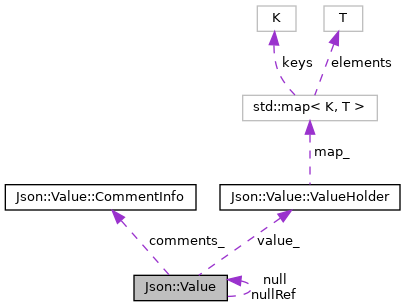 K
T
keys
elements
std::map< K, T >
map_
Json::Value::CommentInfo
Json::Value::ValueHolder
comments_
value_
null
nullRef
Json::Value